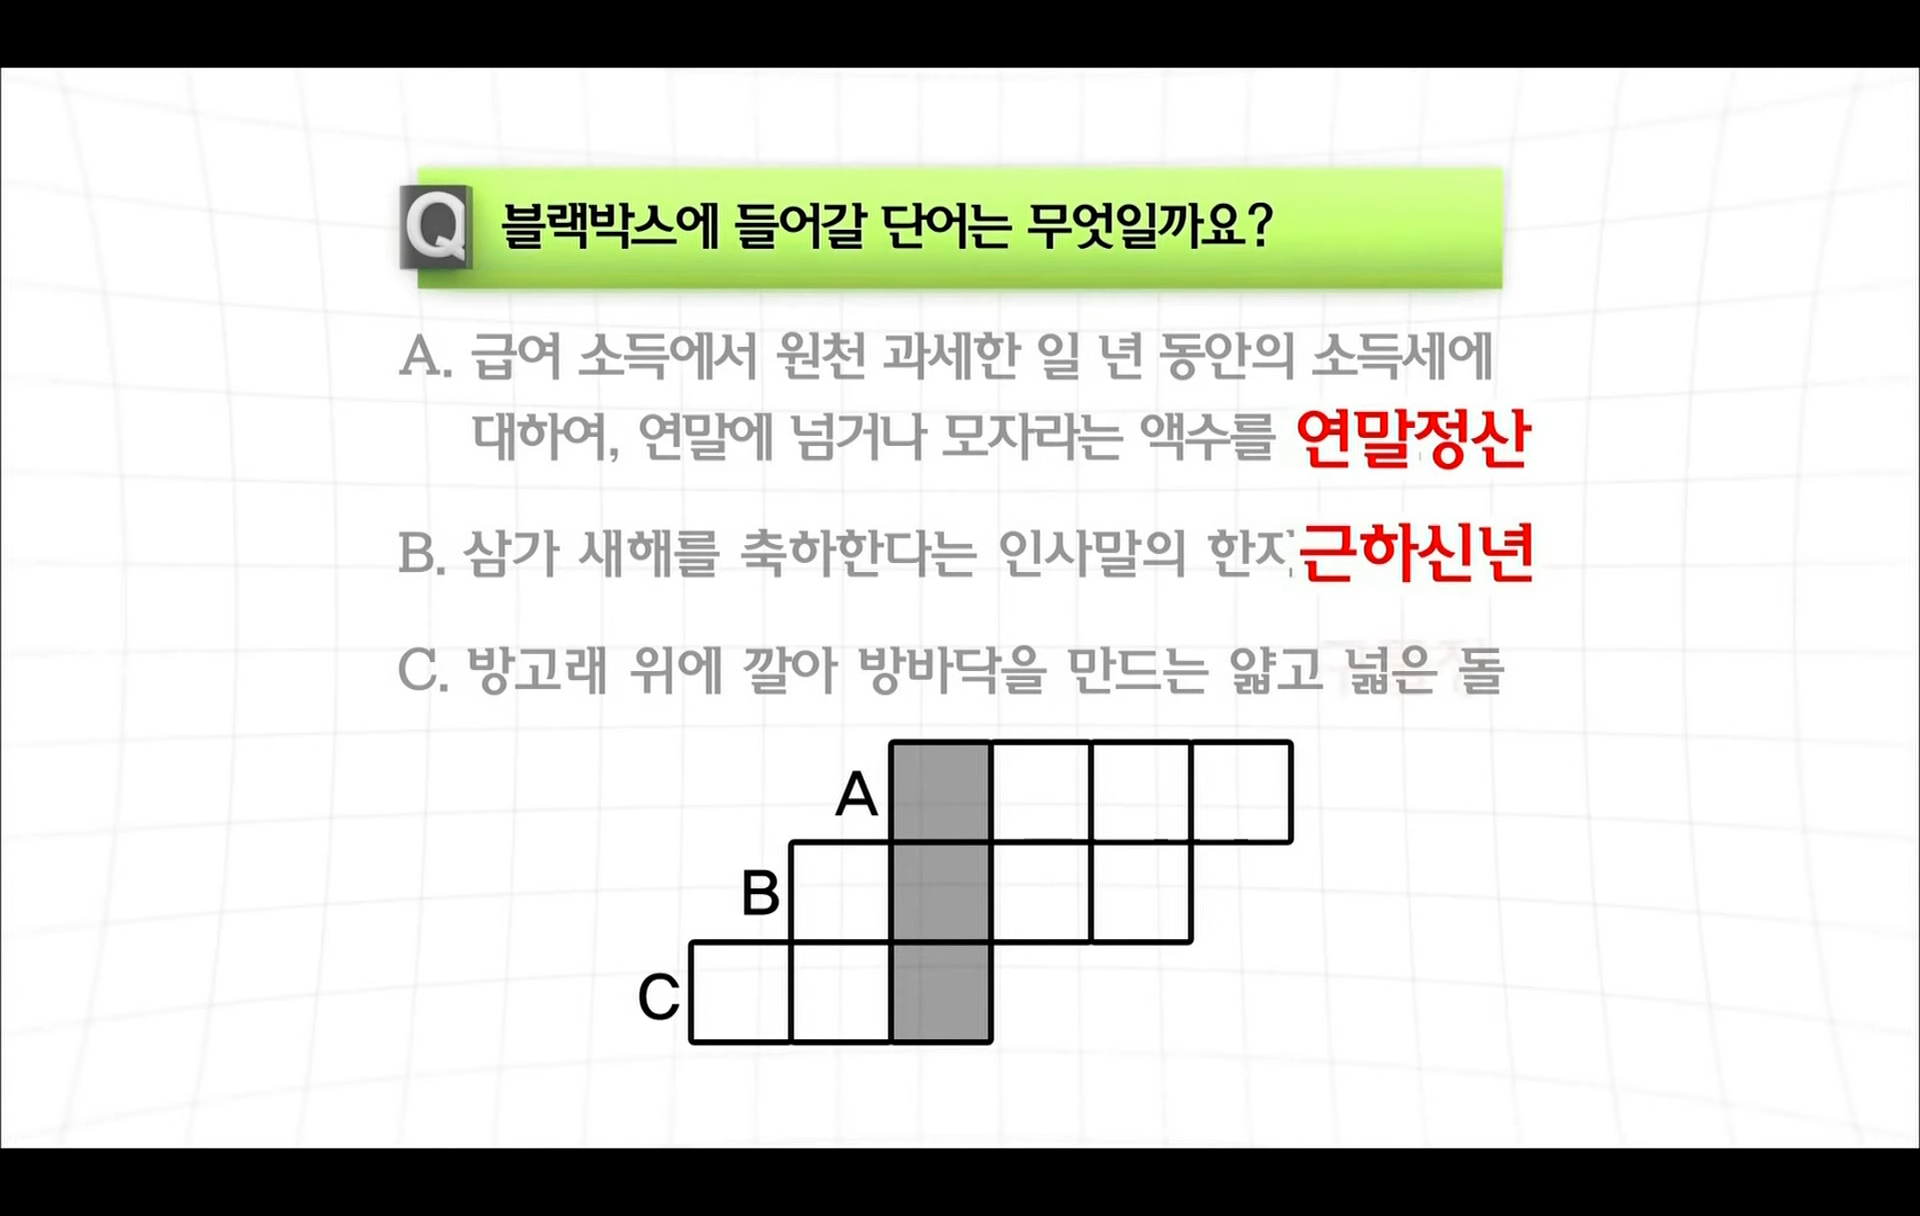 Q 블랙박스에 들어갈 단어는 무엇일까요?
A. 급여 소득에서 원천 과세한 일 년 동안의 소득세에
대하여, 연말에 넘거나 모자라는 액수를 연말정산
B. 삼가 새해를 축하한다는 인사말의 한자 근하신년
C. 방고래 위에 깔아 방바닥을 만드는 얇고 넓은 돌
A
B
C